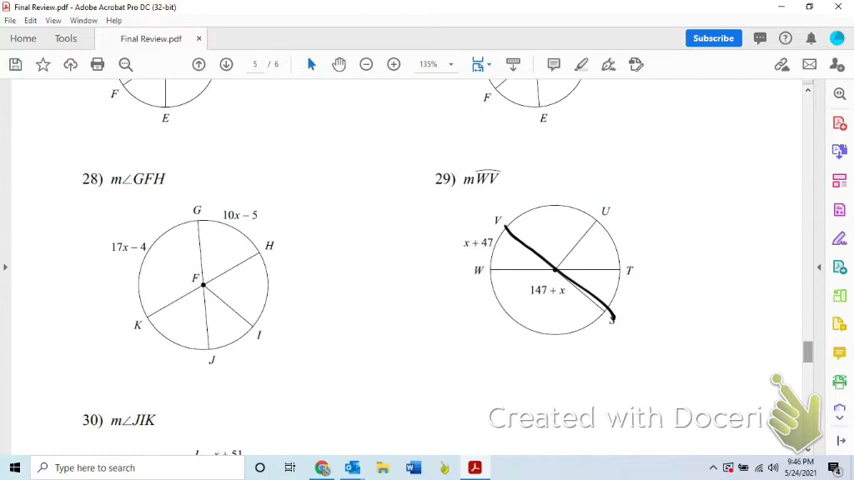 Final Review.pdf - Adobe Acrobat Pro DC (32-bit)
File Edit View Window Help
Home Tools Final Review.pdf × Subscribe
5 / 6 135%
F E F E
28) m∠GFH
29) mWV
G 10x – 5
17x – 4 H
F
K I
J
V U
x + 47
W T
147 + x
S
Created with Doceri
30) m∠JIK
J x + 51
Type here to search
9:46 PM
5/24/2021
4